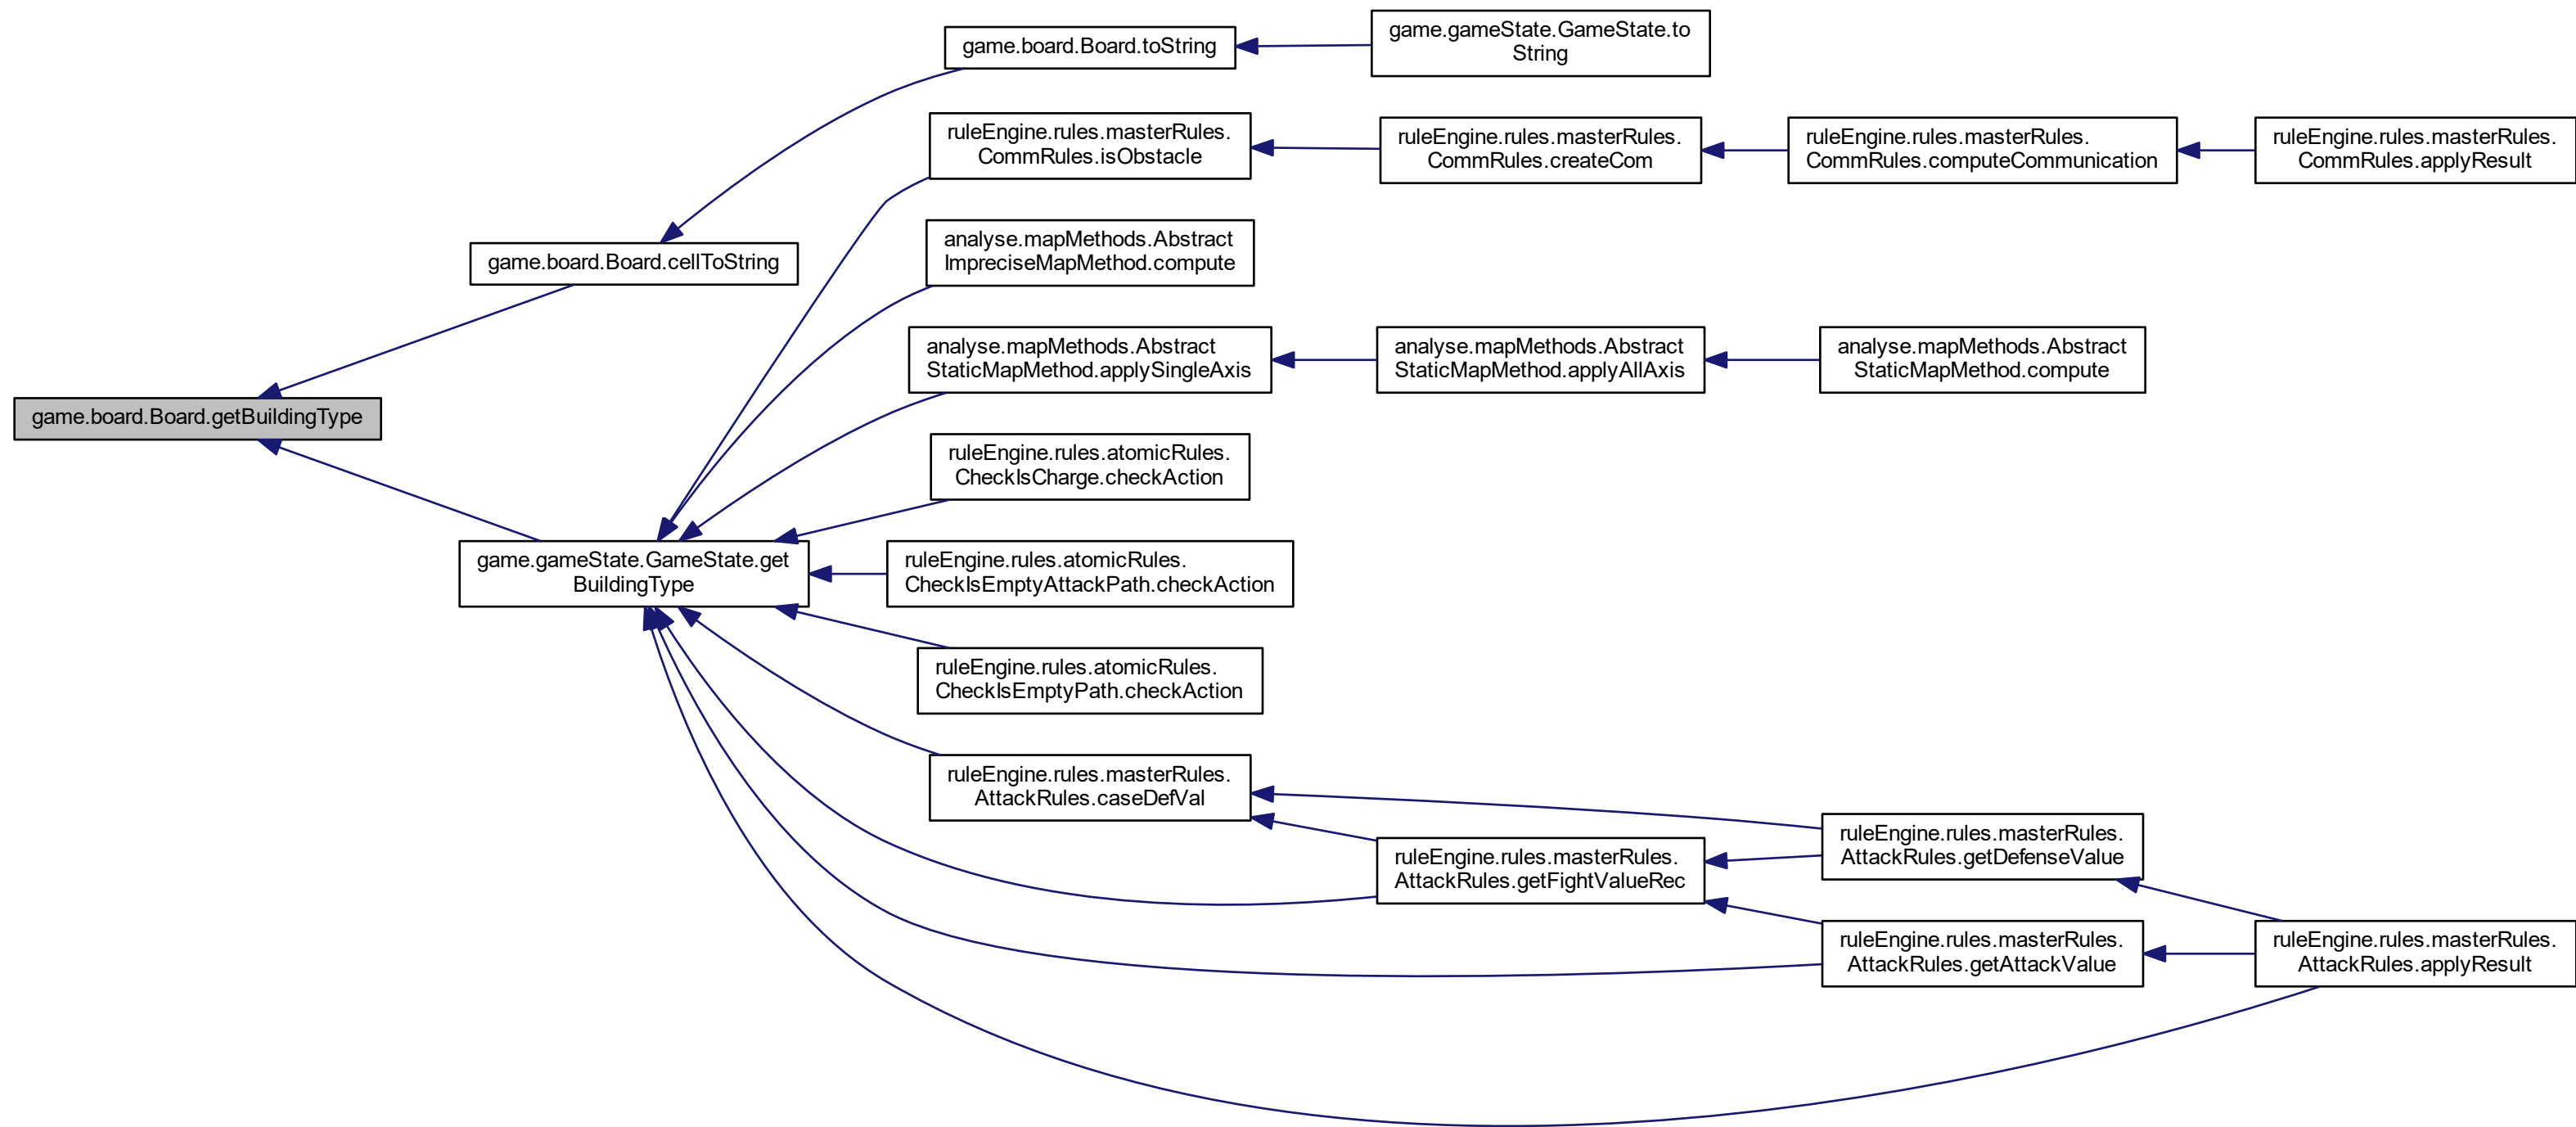 game.board.Board.getBuildingType
game.board.Board.cellToString
game.board.Board.toString
game.gameState.GameState.to
String
game.gameState.GameState.get
BuildingType
ruleEngine.rules.masterRules.
CommRules.isObstacle
ruleEngine.rules.masterRules.
CommRules.createCom
ruleEngine.rules.masterRules.
CommRules.computeCommunication
ruleEngine.rules.masterRules.
CommRules.applyResult
analyse.mapMethods.Abstract
ImpreciseMapMethod.compute
analyse.mapMethods.Abstract
StaticMapMethod.applySingleAxis
analyse.mapMethods.Abstract
StaticMapMethod.applyAllAxis
analyse.mapMethods.Abstract
StaticMapMethod.compute
ruleEngine.rules.atomicRules.
CheckIsCharge.checkAction
ruleEngine.rules.atomicRules.
CheckIsEmptyAttackPath.checkAction
ruleEngine.rules.atomicRules.
CheckIsEmptyPath.checkAction
ruleEngine.rules.masterRules.
AttackRules.caseDefVal
ruleEngine.rules.masterRules.
AttackRules.getFightValueRec
ruleEngine.rules.masterRules.
AttackRules.getDefenseValue
ruleEngine.rules.masterRules.
AttackRules.getAttackValue
ruleEngine.rules.masterRules.
AttackRules.applyResult